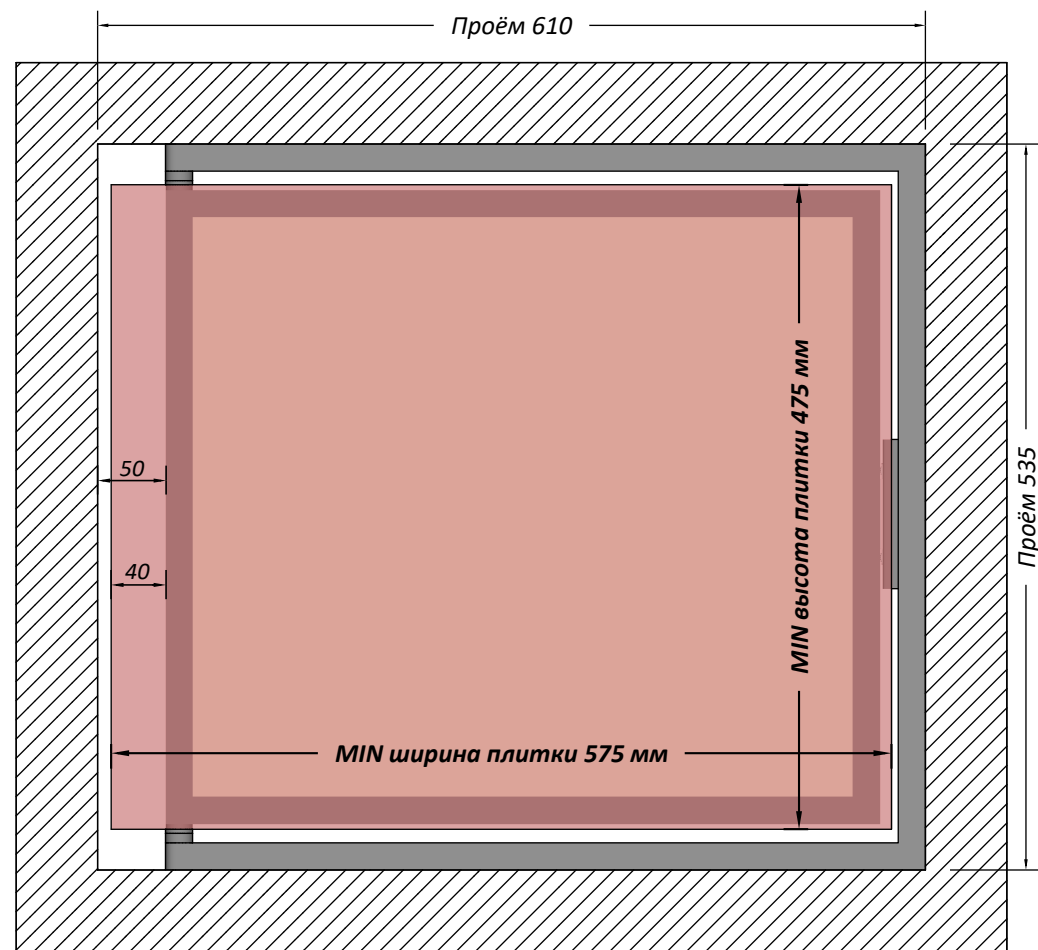 Проём 610
50
40
MIN высота плитки 475 мм
Проём 535
MIN ширина плитки 575 мм